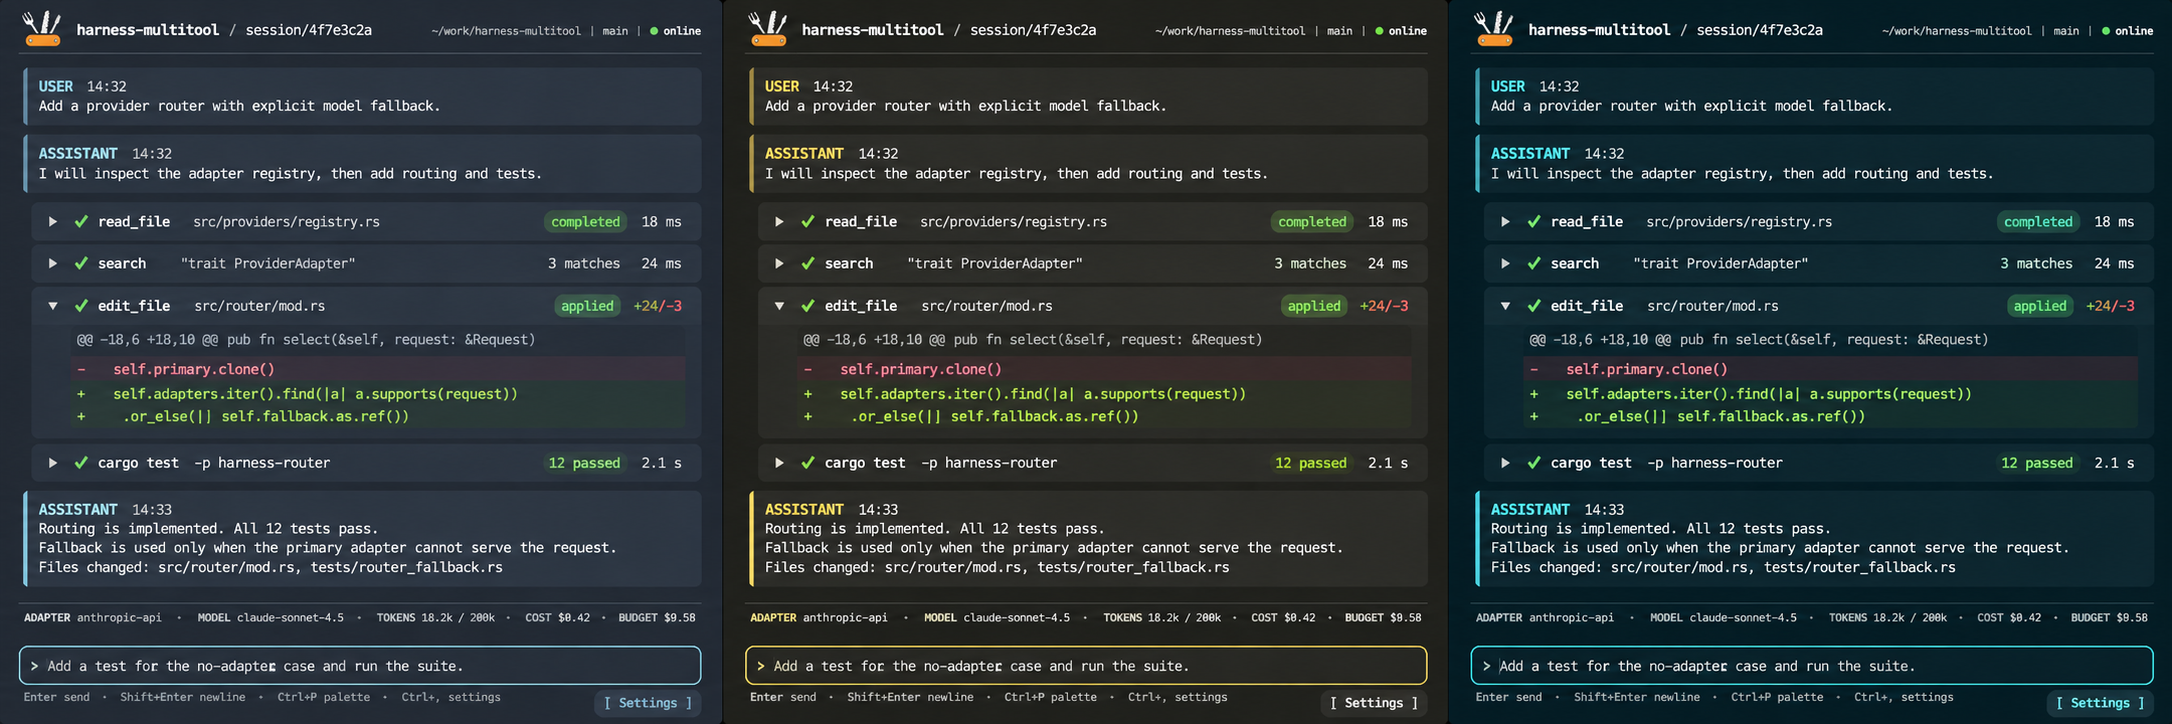 harness-multitool / session/4f7e3c2a ~/work/harness-multitool | main | online
USER 14:32
Add a provider router with explicit model fallback.
ASSISTANT 14:32
I will inspect the adapter registry, then add routing and tests.
read_file src/providers/registry.rs completed 18 ms
search "trait ProviderAdapter" 3 matches 24 ms
edit_file src/router/mod.rs applied +24/-3
@@ -18,6 +18,10 @@ pub fn select(&self, request: &Request)
- self.primary.clone()
+ self.adapters.iter().find(|a| a.supports(request))
+ .or_else(|] self.fallback.as.ref())
cargo test -p harness-router 12 passed 2.1 s
ASSISTANT 14:33
Routing is implemented. All 12 tests pass.
Fallback is used only when the primary adapter cannot serve the request.
Files changed: src/router/mod.rs, tests/router_fallback.rs
ADAPTER anthropic-api · MODEL claude-sonnet-4.5 · TOKENS 18.2k / 200k · COST $0.42 · BUDGET $9.58
> Add a test for the no-adapter case and run the suite.
Enter send · Shift+Enter newline · Ctrl+P palette · Ctrl+, settings
[ Settings ]
harness-multitool / session/4f7e3c2a ~/work/harness-multitool | main | online
USER 14:32
Add a provider router with explicit model fallback.
ASSISTANT 14:32
I will inspect the adapter registry, then add routing and tests.
read_file src/providers/registry.rs completed 18 ms
search "trait ProviderAdapter" 3 matches 24 ms
edit_file src/router/mod.rs applied +24/-3
@@ -18,6 +18,10 @@ pub fn select(&self, request: &Request)
- self.primary.clone()
+ self.adapters.iter().find(|a| a.supports(request))
+ .or_else(|] self.fallback.as.ref())
cargo test -p harness-router 12 passed 2.1 s
ASSISTANT 14:33
Routing is implemented. All 12 tests pass.
Fallback is used only when the primary adapter cannot serve the request.
Files changed: src/router/mod.rs, tests/router_fallback.rs
ADAPTER anthropic-api · MODEL claude-sonnet-4.5 · TOKENS 18.2k / 200k · COST $0.42 · BUDGET $9.58
> Add a test for the no-adapter case and run the suite.
Enter send · Shift+Enter newline · Ctrl+P palette · Ctrl+, settings
[ Settings ]
harness-multitool / session/4f7e3c2a ~/work/harness-multitool | main | online
USER 14:32
Add a provider router with explicit model fallback.
ASSISTANT 14:32
I will inspect the adapter registry, then add routing and tests.
read_file src/providers/registry.rs completed 18 ms
search "trait ProviderAdapter" 3 matches 24 ms
edit_file src/router/mod.rs applied +24/-3
@@ -18,6 +18,10 @@ pub fn select(&self, request: &Request)
- self.primary.clone()
+ self.adapters.iter().find(|a| a.supports(request))
+ .or_else(|] self.fallback.as.ref())
cargo test -p harness-router 12 passed 2.1 s
ASSISTANT 14:33
Routing is implemented. All 12 tests pass.
Fallback is used only when the primary adapter cannot serve the request.
Files changed: src/router/mod.rs, tests/router_fallback.rs
ADAPTER anthropic-api · MODEL claude-sonnet-4.5 · TOKENS 18.2k / 200k · COST $0.42 · BUDGET $9.58
> Add a test for the no-adapter case and run the suite.
Enter send · Shift+Enter newline · Ctrl+P palette · Ctrl+, settings
[ Settings ]